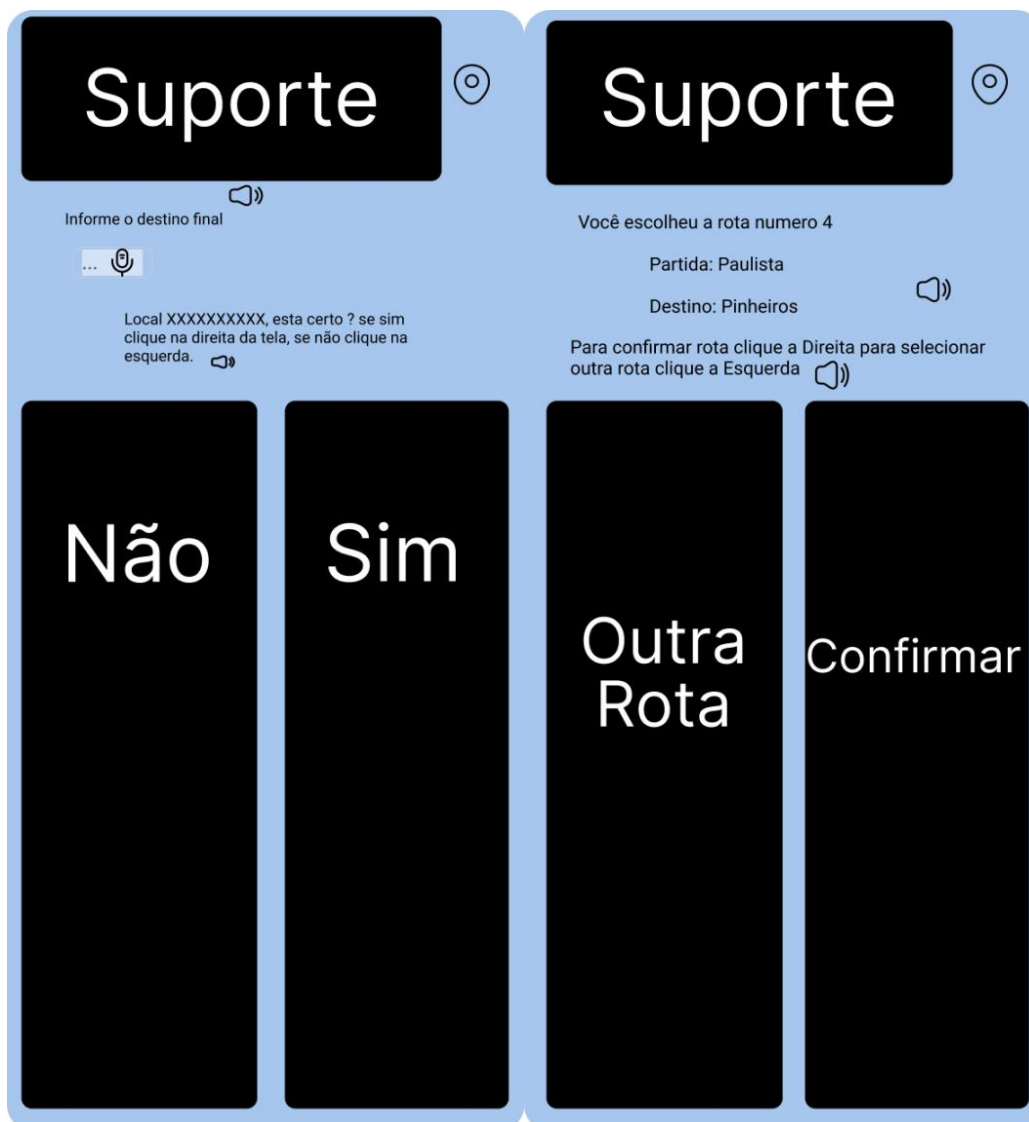 Suporte
Informe o destino final
...
Local XXXXXXXXXX, esta certo ? se sim
clique na direita da tela, se não clique na
esquerda.
Não
Sim
Suporte
Você escolheu a rota numero 4
Partida: Paulista
Destino: Pinheiros
Para confirmar rota clique a Direita para selecionar
outra rota clique a Esquerda
Outra
Rota
Confirmar